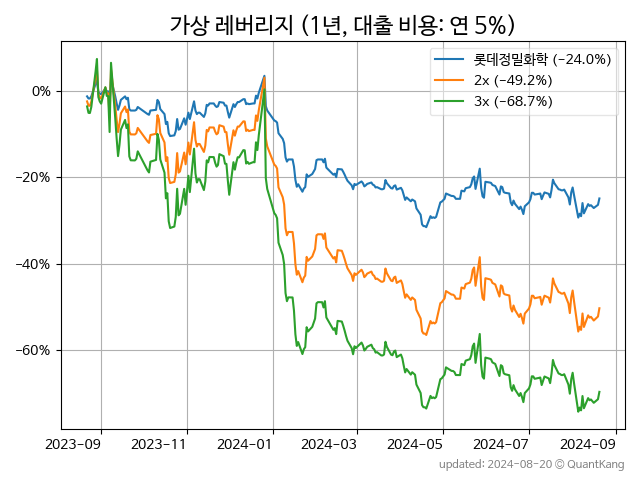 가상 레버리지 (1년, 대출 비용: 연 5%)
롯데정밀화학 (−24.0%)
2x (−49.2%)
3x (−68.7%)
0%
−20%
−40%
−60%
2023-09 2023-11 2024-01 2024-03 2024-05 2024-07 2024-09
updated: 2024-08-20 © QuantKang